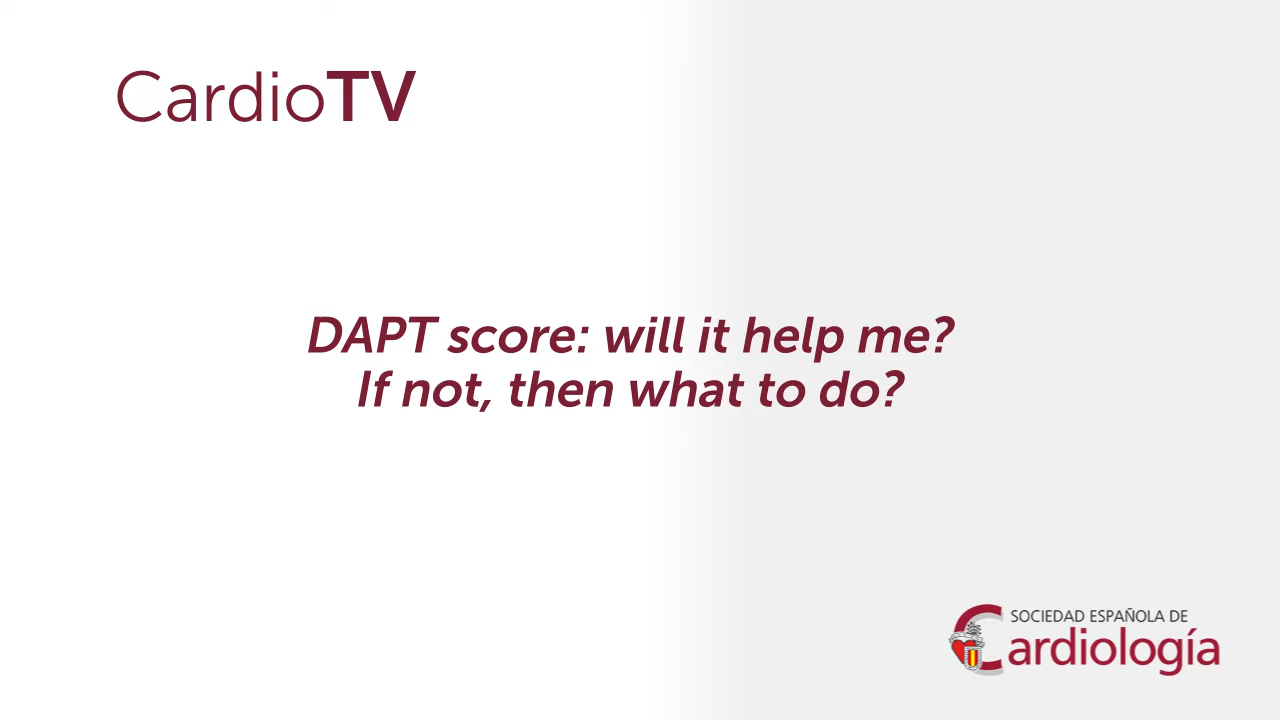 CardioTV
DAPT score: will it help me?
If not, then what to do?
SOCIEDAD ESPAÑOLA DE
Cardiología